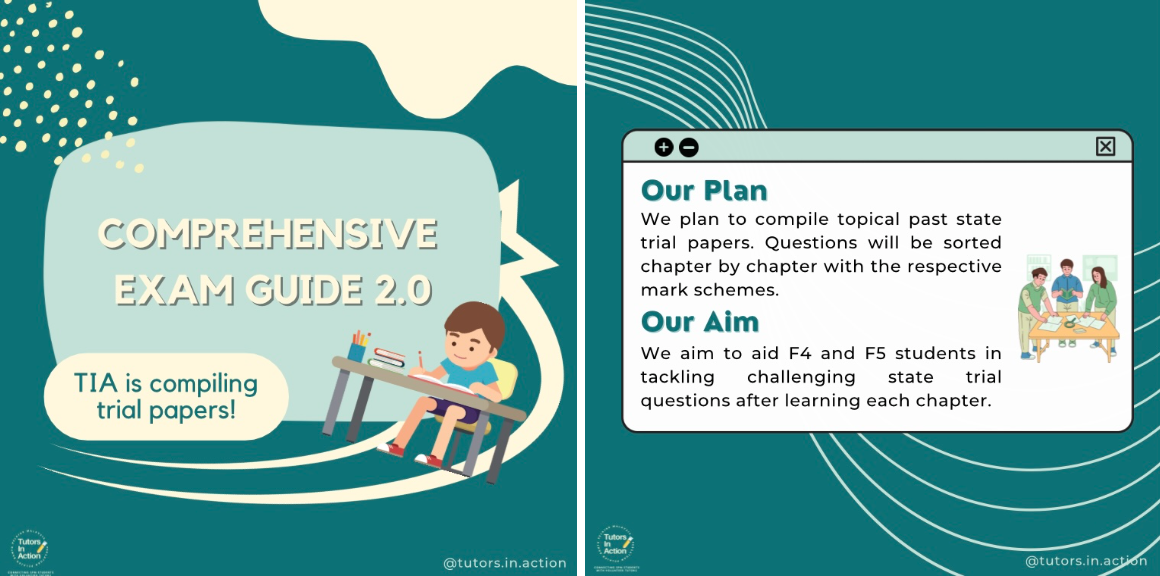 COMPREHENSIVE
EXAM GUIDE 2.0
TIA is compiling
trial papers!
Tutors
In
Action
@tutors.in.action
Our Plan
We plan to compile topical past state
trial papers. Questions will be sorted
chapter by chapter with the respective
mark schemes.
Our Aim
We aim to aid F4 and F5 students in
tackling challenging state trial
questions after learning each chapter.
Tutors
In
Action
@tutors.in.action